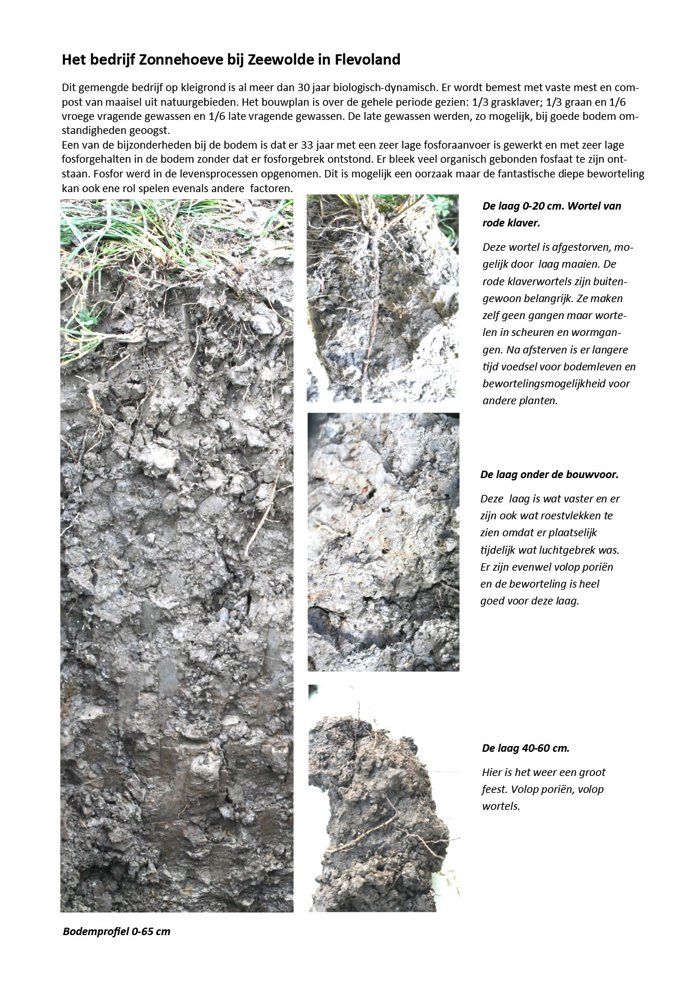 Het bedrijf Zonnehoeve bij Zeewolde in Flevoland
Dit gemengde bedrijf op kleigrond is al meer dan 30 jaar biologisch-dynamisch. Er wordt bemest met vaste mest en com-
post van maaisel uit natuurgebieden. Het bouwplan is over de gehele periode gezien: 1/3 grasklaver; 1/3 graan en 1/6
vroege vragende gewassen en 1/6 late vragende gewassen. De late gewassen werden, zo mogelijk, bij goede bodem om-
standigheden geoogst.
Een van de bijzonderheden bij de bodem is dat er 33 jaar met een zeer lage fosforaanvoer is gewerkt en met zeer lage
fosforgehalten in de bodem zonder dat er fosforgebrek ontstond. Er bleek veel organisch gebonden fosfaat te zijn ont-
staan. Fosfor werd in de levensprocessen opgenomen. Dit is mogelijk een oorzaak maar de fantastische diepe beworteling
kan ook ene rol spelen evenals andere  factoren.
De laag 0-20 cm. Wortel van
rode klaver.
Deze wortel is afgestorven, mo-
gelijk door  laag maaien. De
rode klaverwortels zijn buiten-
gewoon belangrijk. Ze maken
zelf geen gangen maar worte-
len in scheuren en wormgan-
gen. Na afsterven is er langere
tijd voedsel voor bodemleven en
bewortelingsmogelijkheid voor
andere planten.
De laag onder de bouwvoor.
Deze  laag is wat vaster en er
zijn ook wat roestvlekken te
zien omdat er plaatselijk
tijdelijk wat luchtgebrek was.
Er zijn evenwel volop poriën
en de beworteling is heel
goed voor deze laag.
De laag 40-60 cm.
Hier is het weer een groot
feest. Volop poriën, volop
wortels.
Bodemprofiel 0-65 cm